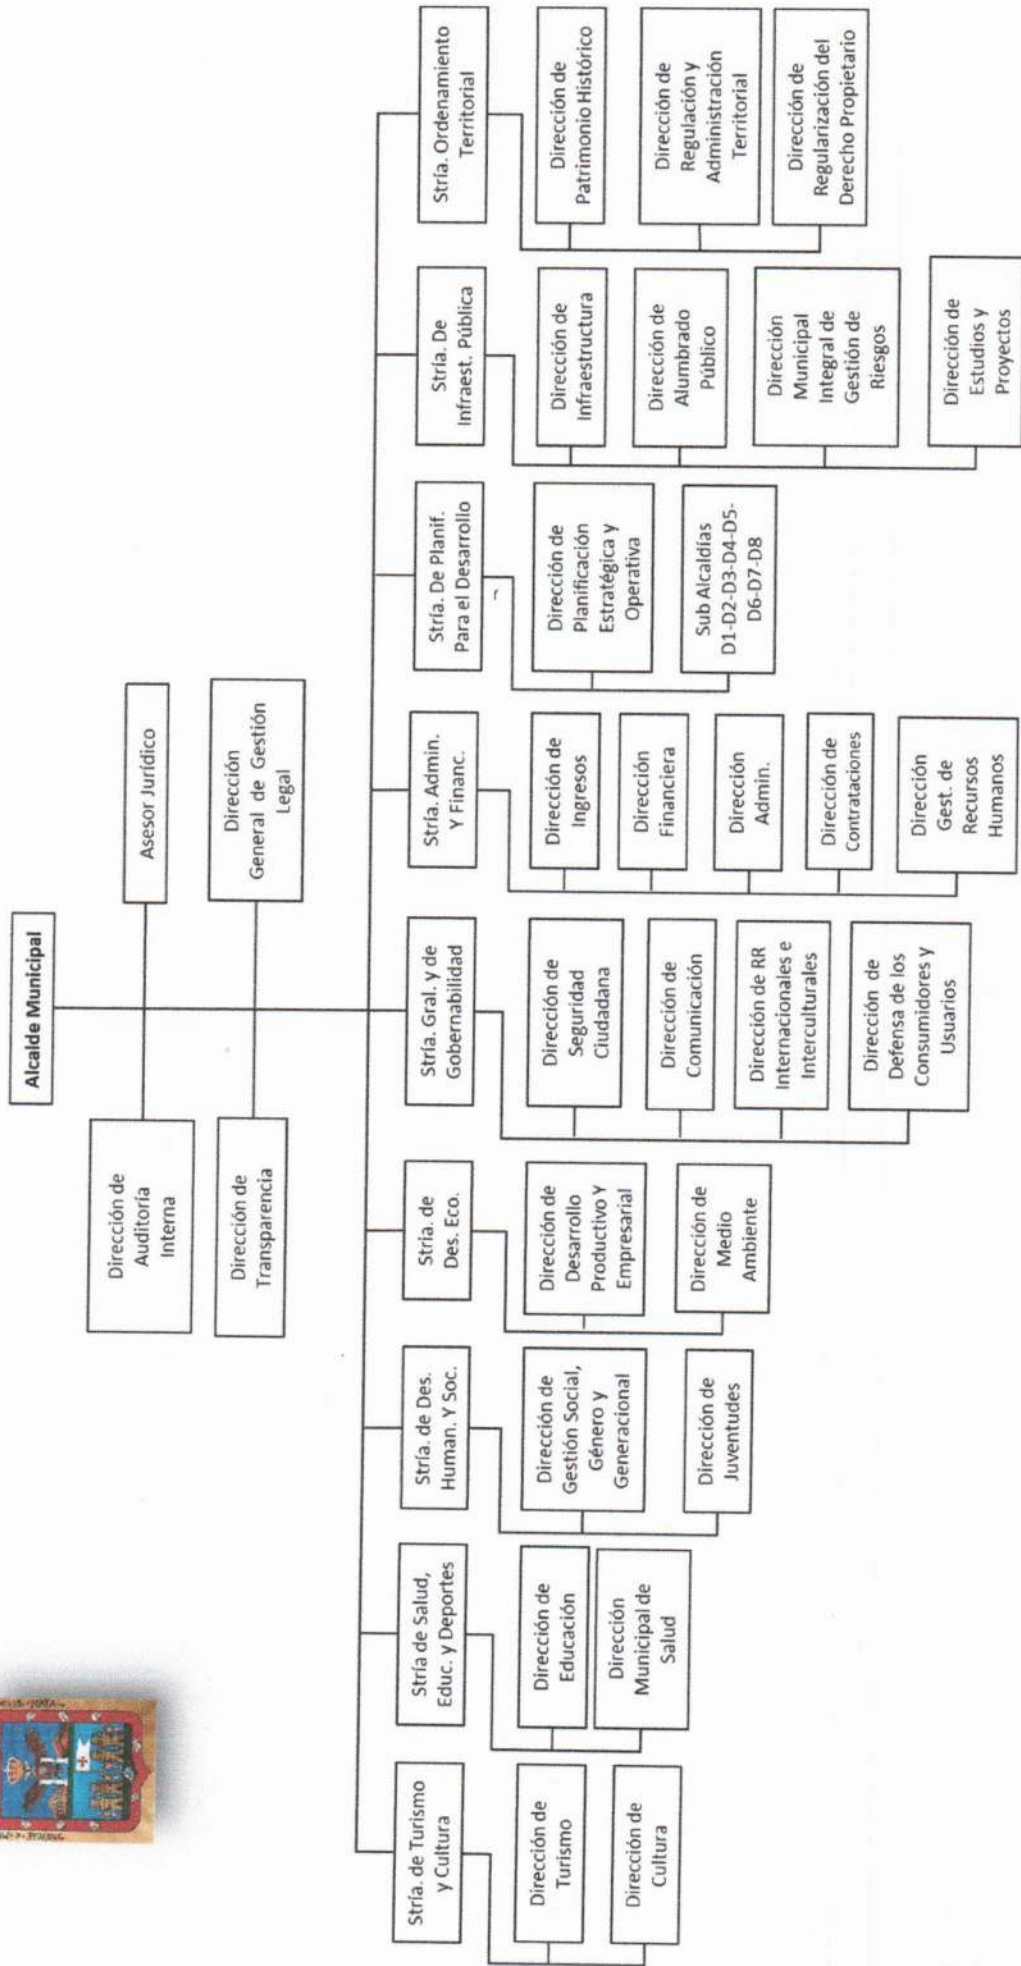 Alcalde Municipal
Dirección de
Auditoría
Interna
Asesor Jurídico
Dirección de
Transparencia
Dirección
General de Gestión
Legal
Stría. de Turismo
y Cultura
Dirección de
Turismo
Dirección de
Cultura
Stría de Salud,
Educ. y Deportes
Dirección de
Educación
Dirección
Municipal de
Salud
Stría. de Des.
Human. Y Soc.
Dirección de
Gestión Social,
Género y
Generacional
Dirección de
Juventudes
Stria. de
Des. Eco.
Dirección de
Desarrollo
Productivo Y
Empresarial
Dirección de
Medio
Ambiente
Stría. Gral. y de
Gobernabilidad
Dirección de
Seguridad
Ciudadana
Dirección de
Comunicación
Dirección de RR
Internacionales e
Interculturales
Dirección de
Defensa de los
Consumidores y
Usuarios
Stría. Admin.
Y Financ.
Dirección de
Ingresos
Dirección
Financiera
Dirección
Admin.
Dirección de
Contrataciones
Dirección
Gest. de
Recursos
Humanos
Stría. De Planif.
Para el Desarrollo
Dirección de
Planificación
Estratégica y
Operativa
Sub Alcaldías
D1-D2-D3-D4-D5-
D6-D7-D8
Stría. De
Infraest. Pública
Dirección de
Infraestructura
Dirección de
Alumbrado
Público
Dirección
Municipal
Integral de
Gestión de
Riesgos
Dirección de
Estudios y
Proyectos
Stría. Ordenamiento
Territorial
Dirección de
Patrimonio Histórico
Dirección de
Regulación y
Administración
Territorial
Dirección de
Regularización del
Derecho Propietario